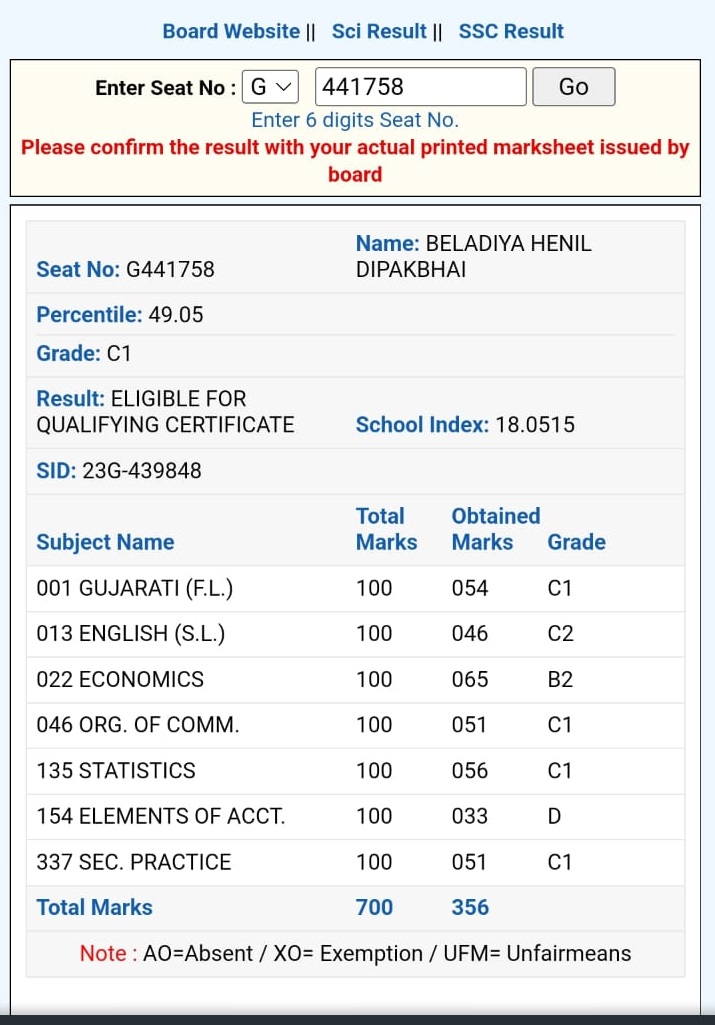 Board Website || Sci Result || SSC Result
Enter Seat No : G 441758 Go
Enter 6 digits Seat No.
Please confirm the result with your actual printed marksheet issued by
board
Seat No: G441758
Name: BELADIYA HENIL
DIPAKBHAI
Percentile: 49.05
Grade: C1
Result: ELIGIBLE FOR
QUALIFYING CERTIFICATE
School Index: 18.0515
SID: 23G-439848
Subject Name Total Marks Obtained Marks Grade
001 GUJARATI (F.L.) 100 054 C1
013 ENGLISH (S.L.) 100 046 C2
022 ECONOMICS 100 065 B2
046 ORG. OF COMM. 100 051 C1
135 STATISTICS 100 056 C1
154 ELEMENTS OF ACCT. 100 033 D
337 SEC. PRACTICE 100 051 C1
Total Marks 700 356
Note : AO=Absent / XO= Exemption / UFM= Unfairmeans